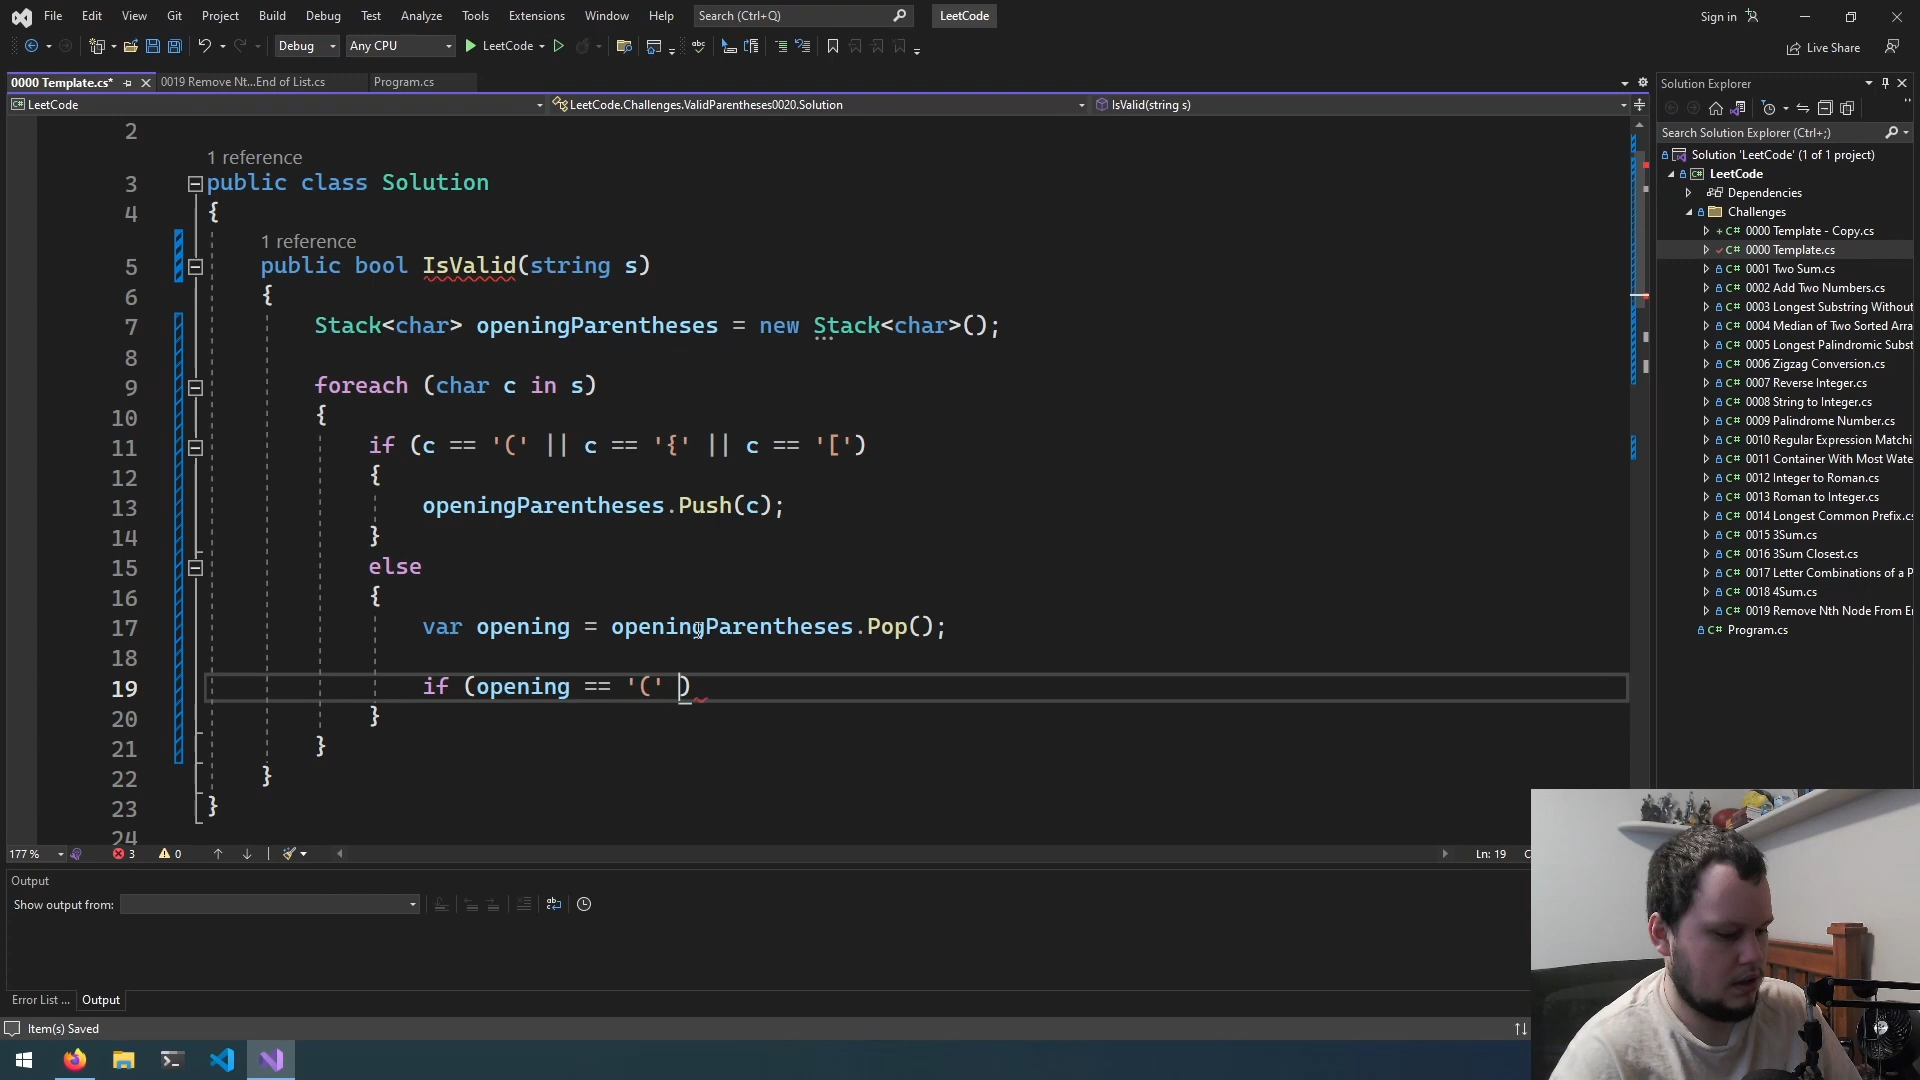 File Edit View Git Project Build Debug Test Analyze Tools Extensions Window Help Search (Ctrl+Q) LeetCode Sign in
Debug Any CPU LeetCode Live Share
0000 Template.cs* 0019 Remove Nt...End of List.cs Program.cs
LeetCode LeetCode.Challenges.ValidParentheses0020.Solution IsValid(string s)
2
1 reference
3 public class Solution
4 {
1 reference
5 public bool IsValid(string s)
6 {
7 Stack<char> openingParentheses = new Stack<char>();
8
9 foreach (char c in s)
10 {
11 if (c == '(' || c == '{' || c == '[')
12 {
13 openingParentheses.Push(c);
14 }
15 else
16 {
17 var opening = openingParentheses.Pop();
18
19 if (opening == '(' )
20 }
21 }
22 }
23 }
24
177 % 3 0 Ln: 19 C
Output
Show output from:
Error List ... Output
Item(s) Saved
Solution Explorer
Search Solution Explorer (Ctrl+;)
Solution 'LeetCode' (1 of 1 project)
LeetCode
Dependencies
Challenges
C# 0000 Template - Copy.cs
C# 0000 Template.cs
C# 0001 Two Sum.cs
C# 0002 Add Two Numbers.cs
C# 0003 Longest Substring Without
C# 0004 Median of Two Sorted Arra
C# 0005 Longest Palindromic Subst
C# 0006 Zigzag Conversion.cs
C# 0007 Reverse Integer.cs
C# 0008 String to Integer.cs
C# 0009 Palindrome Number.cs
C# 0010 Regular Expression Matchi
C# 0011 Container With Most Wate
C# 0012 Integer to Roman.cs
C# 0013 Roman to Integer.cs
C# 0014 Longest Common Prefix.cs
C# 0015 3Sum.cs
C# 0016 3Sum Closest.cs
C# 0017 Letter Combinations of a P
C# 0018 4Sum.cs
C# 0019 Remove Nth Node From E
C# Program.cs